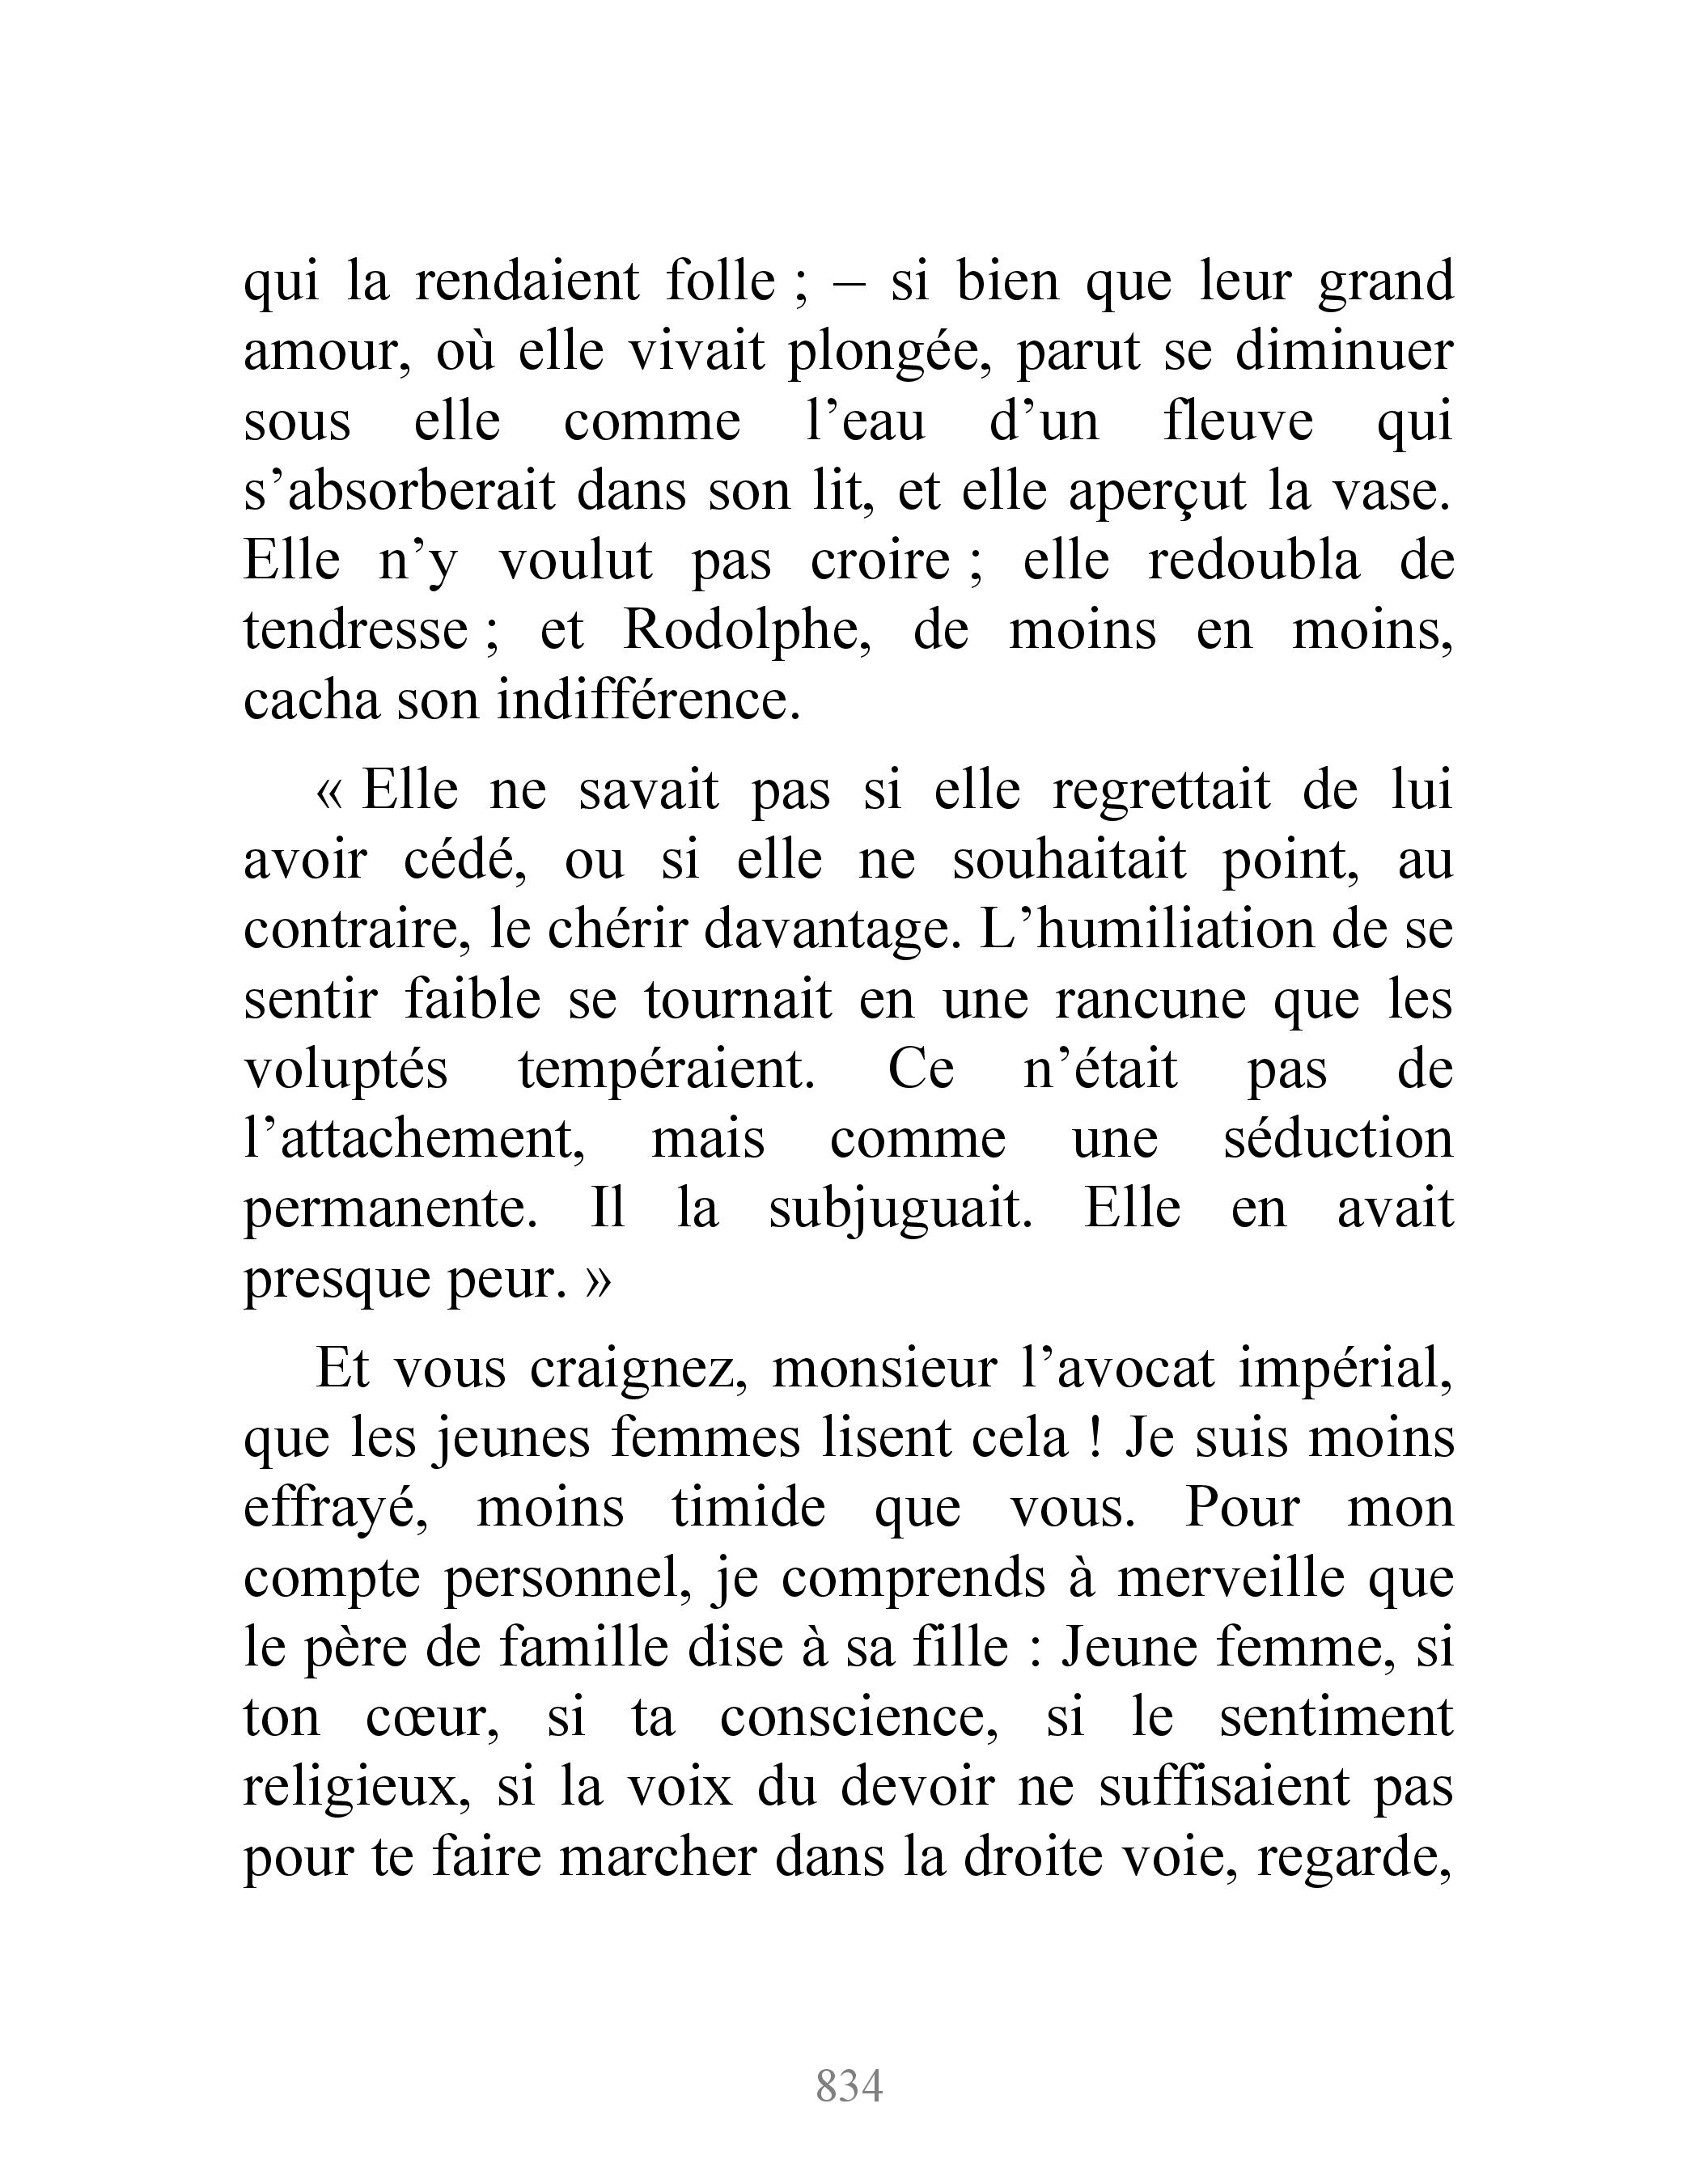 qui la rendaient folle ; – si bien que leur grand
amour, où elle vivait plongée, parut se diminuer
sous elle comme l’eau d’un fleuve qui
s’absorberait dans son lit, et elle aperçut la vase.
Elle n’y voulut pas croire ; elle redoubla de
tendresse ; et Rodolphe, de moins en moins,
cacha son indifférence.
« Elle ne savait pas si elle regrettait de lui
avoir cédé, ou si elle ne souhaitait point, au
contraire, le chérir davantage. L’humiliation de se
sentir faible se tournait en une rancune que les
voluptés tempéraient. Ce n’était pas de
l’attachement, mais comme une séduction
permanente. Il la subjuguait. Elle en avait
presque peur. »
Et vous craignez, monsieur l’avocat impérial,
que les jeunes femmes lisent cela ! Je suis moins
effrayé, moins timide que vous. Pour mon
compte personnel, je comprends à merveille que
le père de famille dise à sa fille : Jeune femme, si
ton cœur, si ta conscience, si le sentiment
religieux, si la voix du devoir ne suffisaient pas
pour te faire marcher dans la droite voie, regarde,
834